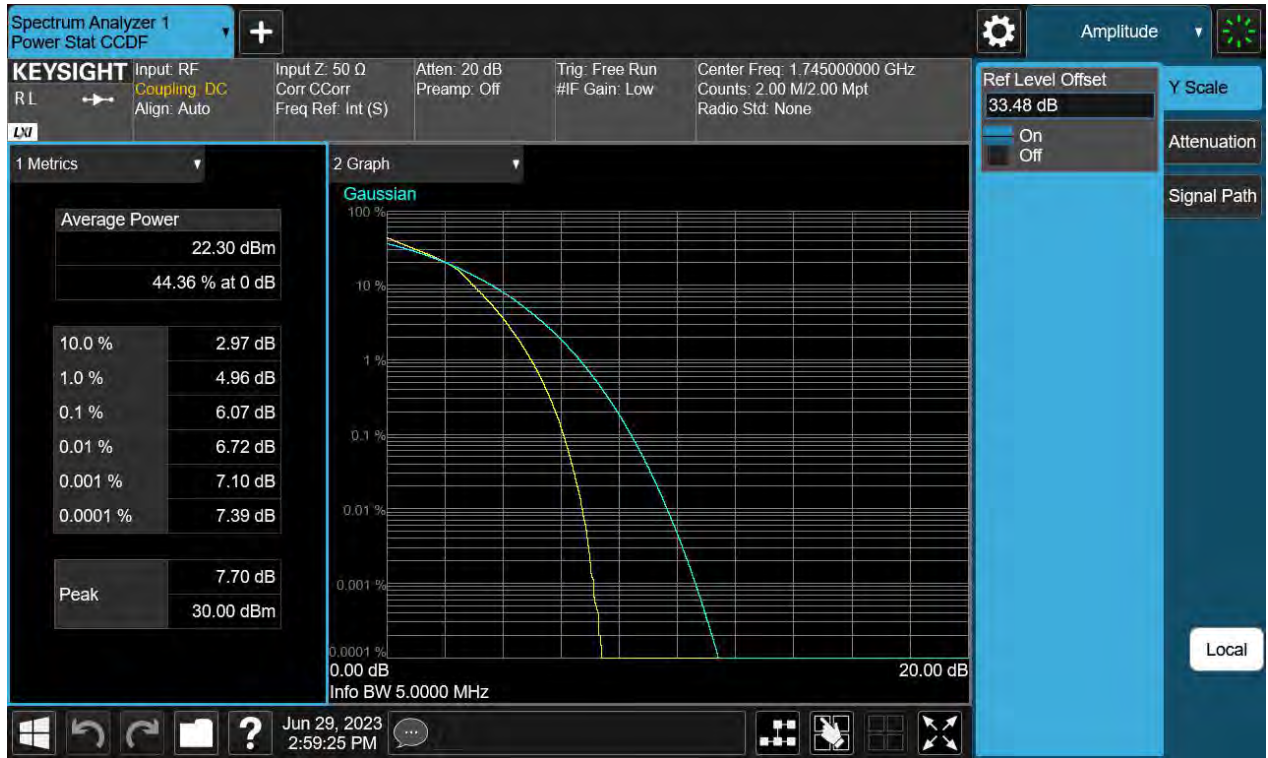 Spectrum Analyzer 1
Power Stat CCDF
+
Amplitude
KEYSIGHT
RL
LXI
Input: RF
Coupling: DC
Align: Auto
Input Z: 50 Ω
Corr CCorr
Freq Ref: Int (S)
Atten: 20 dB
Preamp: Off
Trig: Free Run
#IF Gain: Low
Center Freq: 1.745000000 GHz
Counts: 2.00 M/2.00 Mpt
Radio Std: None
Ref Level Offset
33.48 dB
On
Off
Y Scale
Attenuation
Signal Path
1 Metrics
Average Power
22.30 dBm
44.36 % at 0 dB
10.0 % 2.97 dB
1.0 % 4.96 dB
0.1 % 6.07 dB
0.01 % 6.72 dB
0.001 % 7.10 dB
0.0001 % 7.39 dB
Peak
7.70 dB
30.00 dBm
2 Graph
Gaussian
100 %
10 %
1 %
0.1 %
0.01 %
0.001 %
0.0001 %
0.00 dB 20.00 dB
Info BW 5.0000 MHz
Local
?
Jun 29, 2023
2:59:25 PM